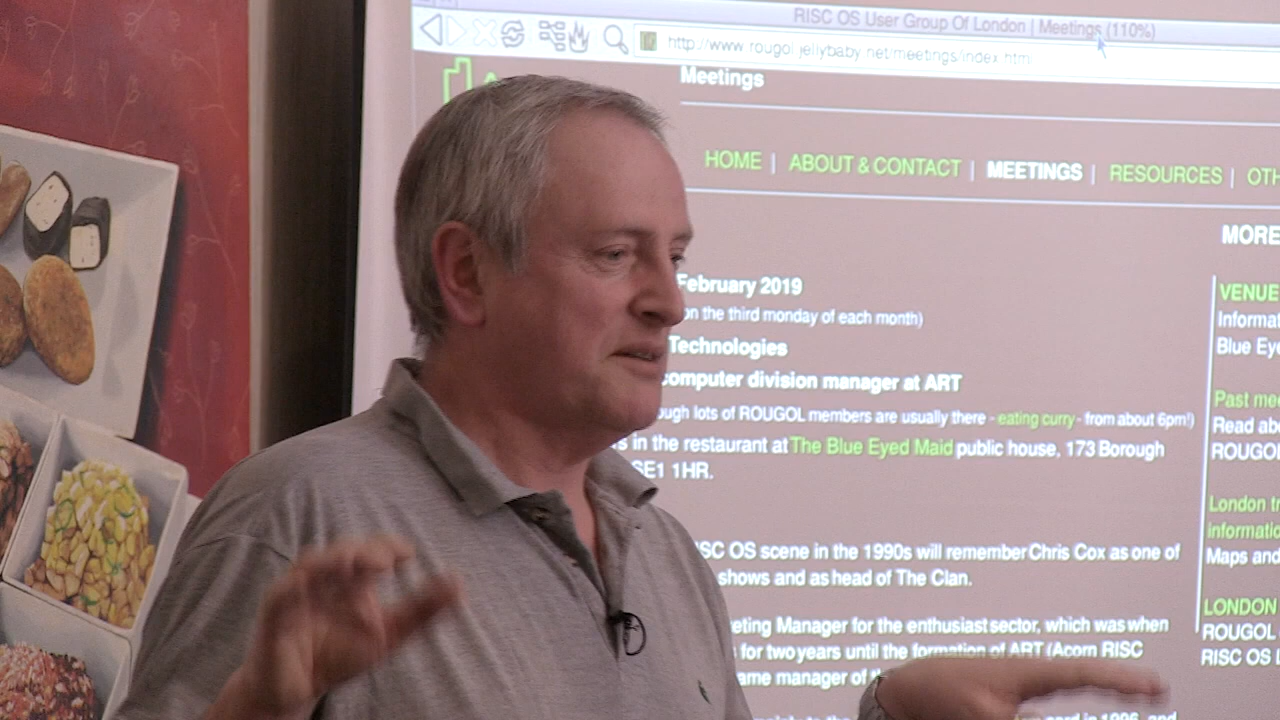 RISC OS User Group Of London | Meetings (110%)
http://www.rougol.jellybaby.net/meetings/index.html
Meetings
HOME | ABOUT & CONTACT | MEETINGS | RESOURCES | OTH
MORE
February 2019
on the third monday of each month)
Technologies
computer division manager at ART
ough lots of ROUGOL members are usually there - eating curry - from about 6pm!)
s in the restaurant at The Blue Eyed Maid public house, 173 Borough
SE1 1HR.
SC OS scene in the 1990s will remember Chris Cox as one of
shows and as head of The Clan.
eting Manager for the enthusiast sector, which was when
for two years until the formation of ART (Acorn RISC
ame manager of
card in 1996, and
VENUE
Informat
Blue Eye
Past mee
Read abo
ROUGOL
London tr
informatio
Maps and
LONDON
ROUGOL
RISC OS L